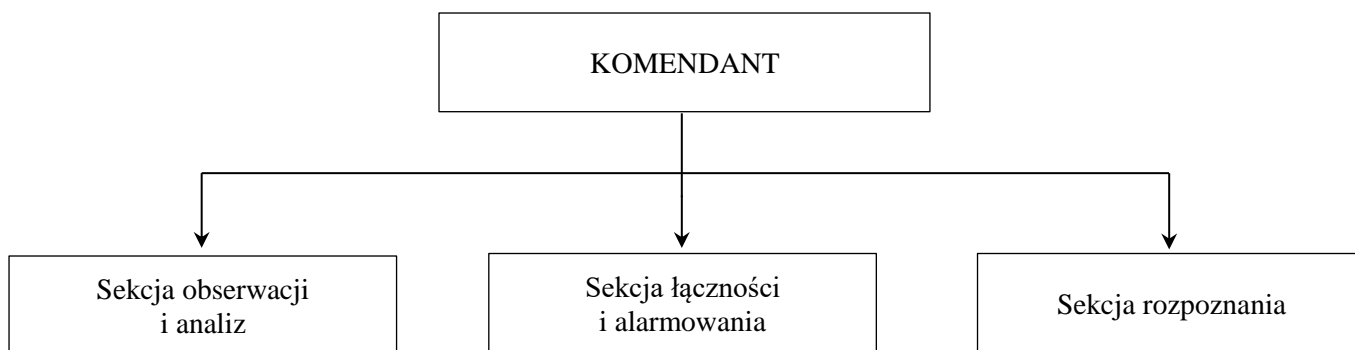 KOMENDANT
Sekcja obserwacji
i analiz
Sekcja łączności
i alarmowania
Sekcja rozpoznania